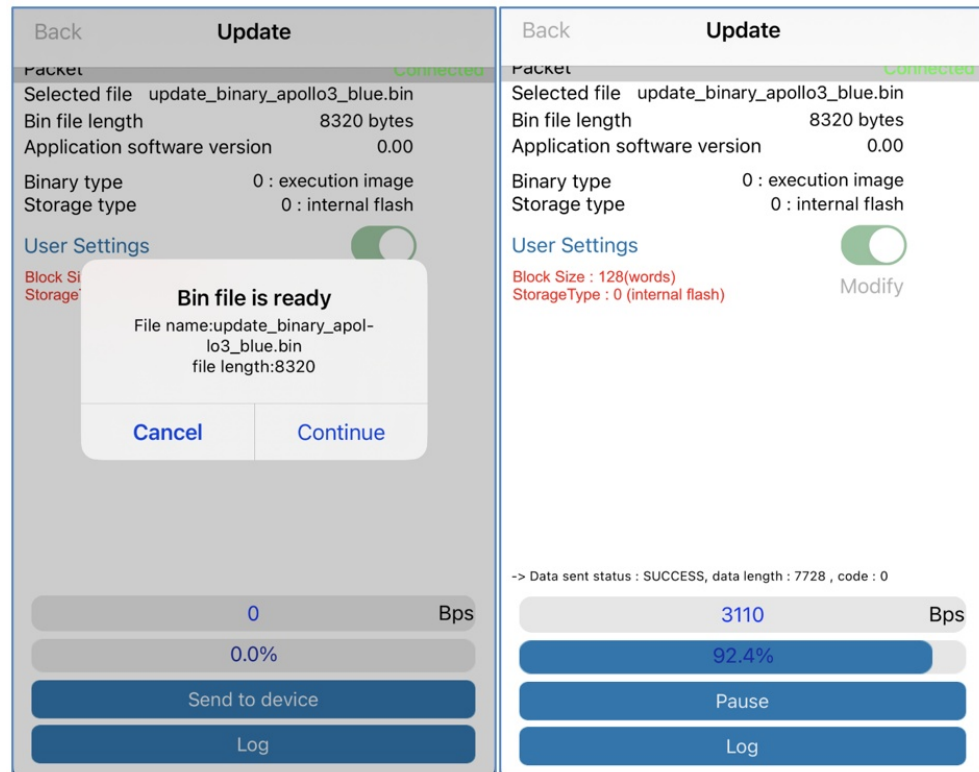 Back Update
Packet Connected
Selected file update_binary_apollo3_blue.bin
Bin file length 8320 bytes
Application software version 0.00
Binary type 0 : execution image
Storage type 0 : internal flash
User Settings
Block Si
Storage
Bin file is ready
File name:update_binary_apol-
lo3_blue.bin
file length:8320
Cancel Continue
0 Bps
0.0%
Send to device
Log
Back Update
Packet Connected
Selected file update_binary_apollo3_blue.bin
Bin file length 8320 bytes
Application software version 0.00
Binary type 0 : execution image
Storage type 0 : internal flash
User Settings
Block Size : 128(words)
StorageType : 0 (internal flash)
Modify
-> Data sent status : SUCCESS, data length : 7728 , code : 0
3110 Bps
92.4%
Pause
Log